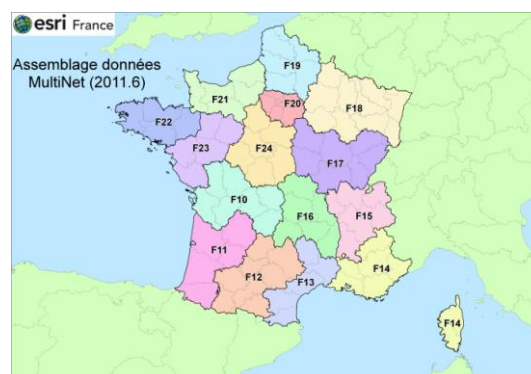 esri France
Assemblage données
MultiNet (2011.6)
F19
F21
F20
F18
F22
F23
F24
F17
F10
F16
F15
F11
F12
F13
F14
F14